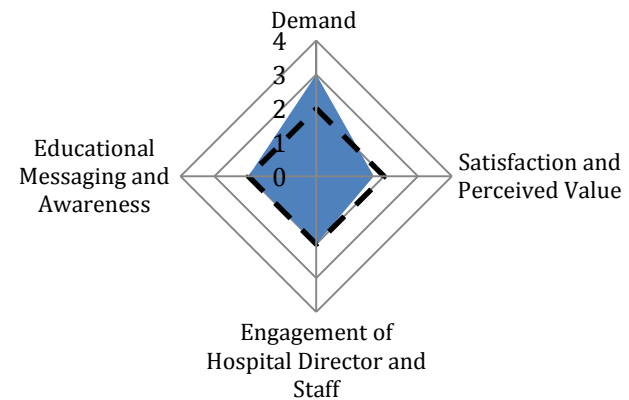 Demand
4
3
2
1
0
Educational
Messaging and
Awareness
Satisfaction and
Perceived Value
Engagement of
Hospital Director and
Staff